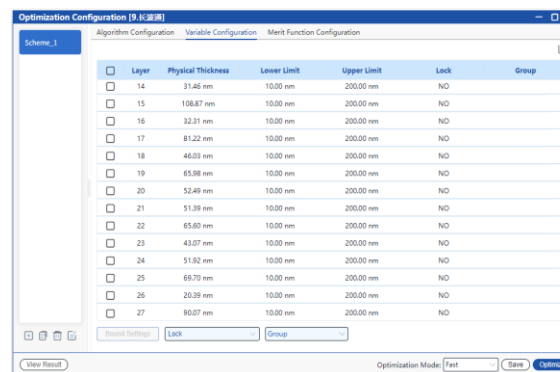 Optimization Configuration [9.长波通]
Scheme_1
Algorithm Configuration Variable Configuration Merit Function Configuration
Layer Physical Thickness Lower Limit Upper Limit Lock Group
14 31.46 nm 10.00 nm 200.00 nm NO
15 108.87 nm 10.00 nm 200.00 nm NO
16 32.31 nm 10.00 nm 200.00 nm NO
17 81.22 nm 10.00 nm 200.00 nm NO
18 46.03 nm 10.00 nm 200.00 nm NO
19 65.98 nm 10.00 nm 200.00 nm NO
20 52.49 nm 10.00 nm 200.00 nm NO
21 51.39 nm 10.00 nm 200.00 nm NO
22 65.60 nm 10.00 nm 200.00 nm NO
23 43.07 nm 10.00 nm 200.00 nm NO
24 51.92 nm 10.00 nm 200.00 nm NO
25 69.70 nm 10.00 nm 200.00 nm NO
26 20.39 nm 10.00 nm 200.00 nm NO
27 90.07 nm 10.00 nm 200.00 nm NO
Bound Settings Lock Group
View Result Optimization Mode: Fast Save Optimiz